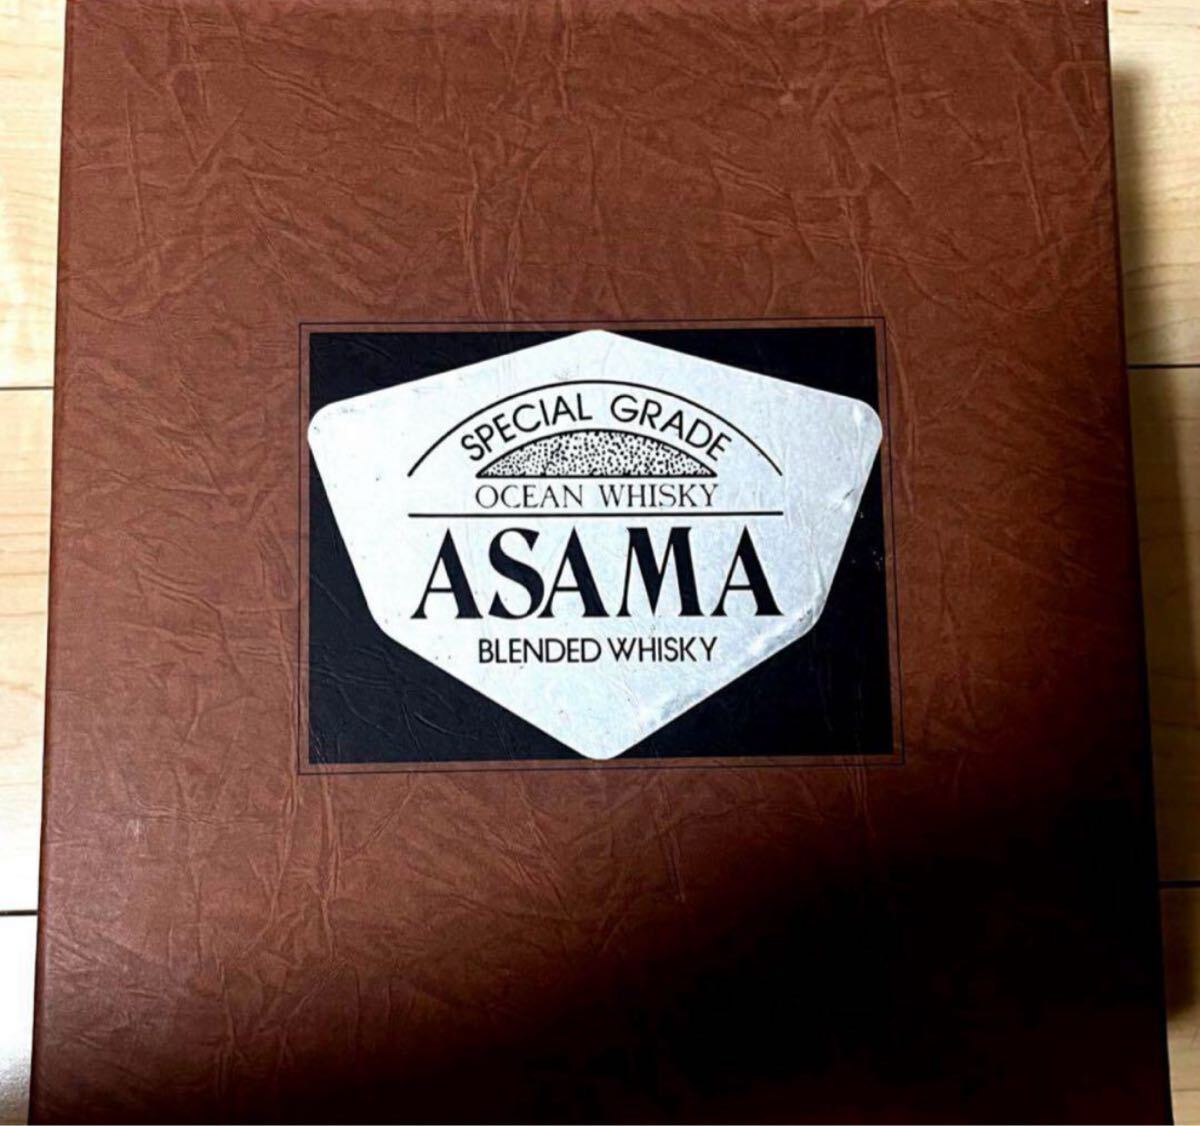 SPECIAL GRADE
OCEAN WHISKY
ASAMA
BLENDED WHISKY